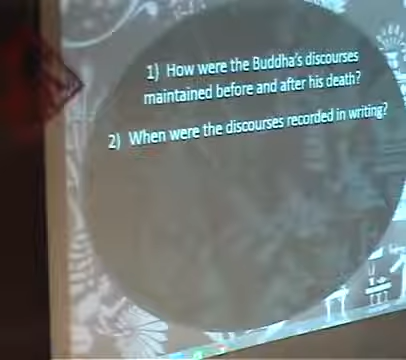 1) How were the Buddha's discourses
maintained before and after his death?
2) When were the discourses recorded in writing?